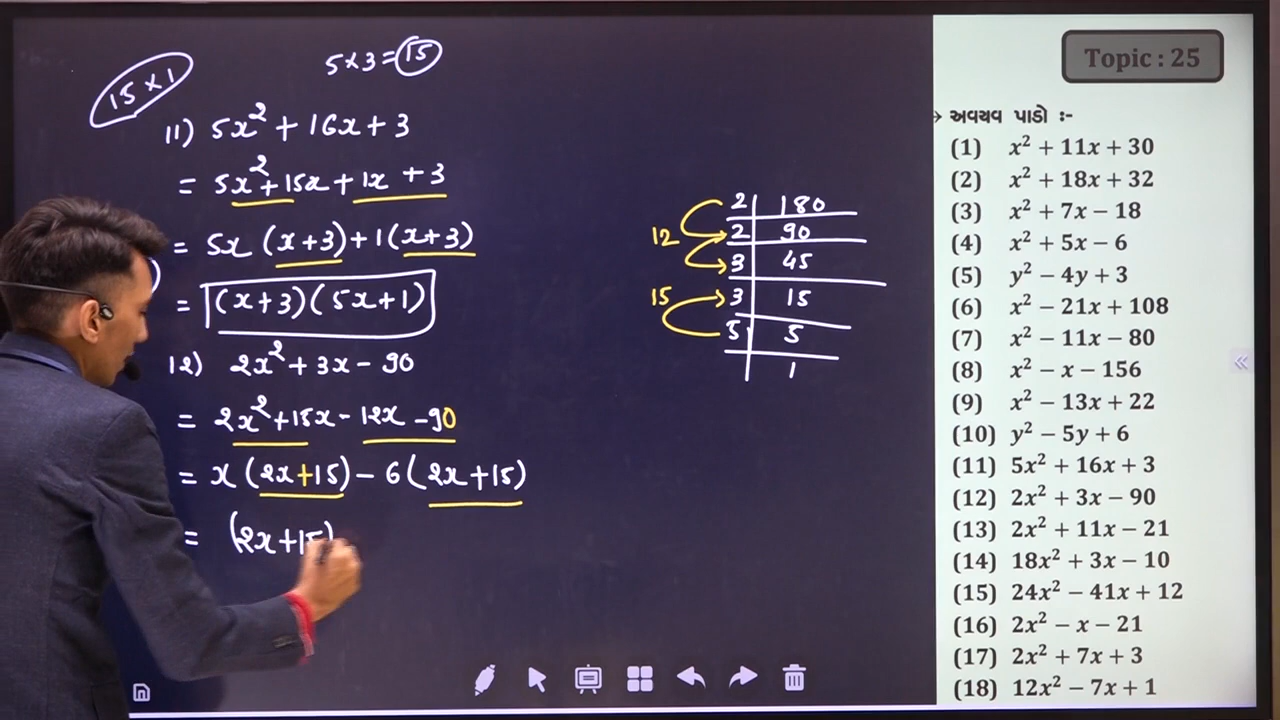 15 × 1
5 × 3 = 15
11) 5x² + 16x + 3
= 5x² + 15x + 1x + 3
= 5x (x + 3) + 1 (x + 3)
= (x + 3) (5x + 1)
12) 2x² + 3x - 90
= 2x² + 15x - 12x - 90
= x (2x + 15) - 6 (2x + 15)
= (2x + 15)
2 | 180
12 2 | 90
3 | 45
15 3 | 15
5 | 5
1
Topic : 25
અવયવ પાડો :-
(1) x² + 11x + 30
(2) x² + 18x + 32
(3) x² + 7x − 18
(4) x² + 5x − 6
(5) y² − 4y + 3
(6) x² − 21x + 108
(7) x² − 11x − 80
(8) x² − x − 156
(9) x² − 13x + 22
(10) y² − 5y + 6
(11) 5x² + 16x + 3
(12) 2x² + 3x − 90
(13) 2x² + 11x − 21
(14) 18x² + 3x − 10
(15) 24x² − 41x + 12
(16) 2x² − x − 21
(17) 2x² + 7x + 3
(18) 12x² − 7x + 1